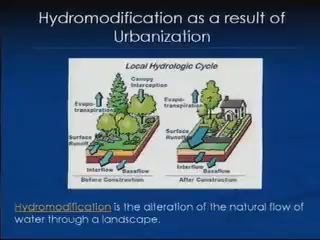 Hydromodification as a result of
Urbanization
Local Hydrologic Cycle
Canopy
Interception
Evapo-
transpiration
Surface
Runoff
Interflow
Baseflow
Before Construction
Evapo-
transpiration
Surface
Runoff
Interflow
Baseflow
After Construction
Hydromodification is the alteration of the natural flow of
water through a landscape.